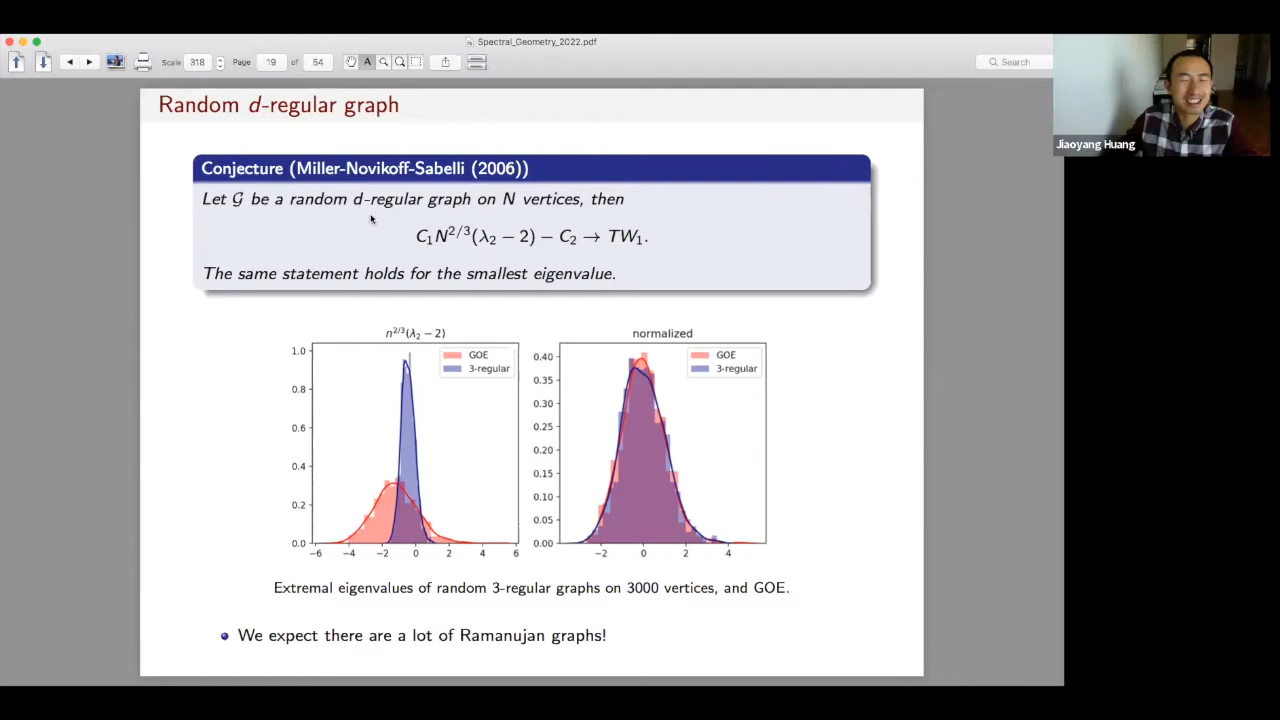 Spectral_Geometry_2022.pdf
Scale 318 Page 19 of 54 A Search
Random d-regular graph
Jiaoyang Huang
Conjecture (Miller-Novikoff-Sabelli (2006))
Let G be a random d-regular graph on N vertices, then
C₁N²ᐟ³(λ₂ − 2) − C₂ → TW₁.
The same statement holds for the smallest eigenvalue.
n²ᐟ³(λ₂ − 2)
GOE
3-regular
1.0
0.8
0.6
0.4
0.2
0.0
−6 −4 −2 0 2 4 6
normalized
GOE
3-regular
0.40
0.35
0.30
0.25
0.20
0.15
0.10
0.05
0.00
−2 0 2 4
Extremal eigenvalues of random 3-regular graphs on 3000 vertices, and GOE.
We expect there are a lot of Ramanujan graphs!